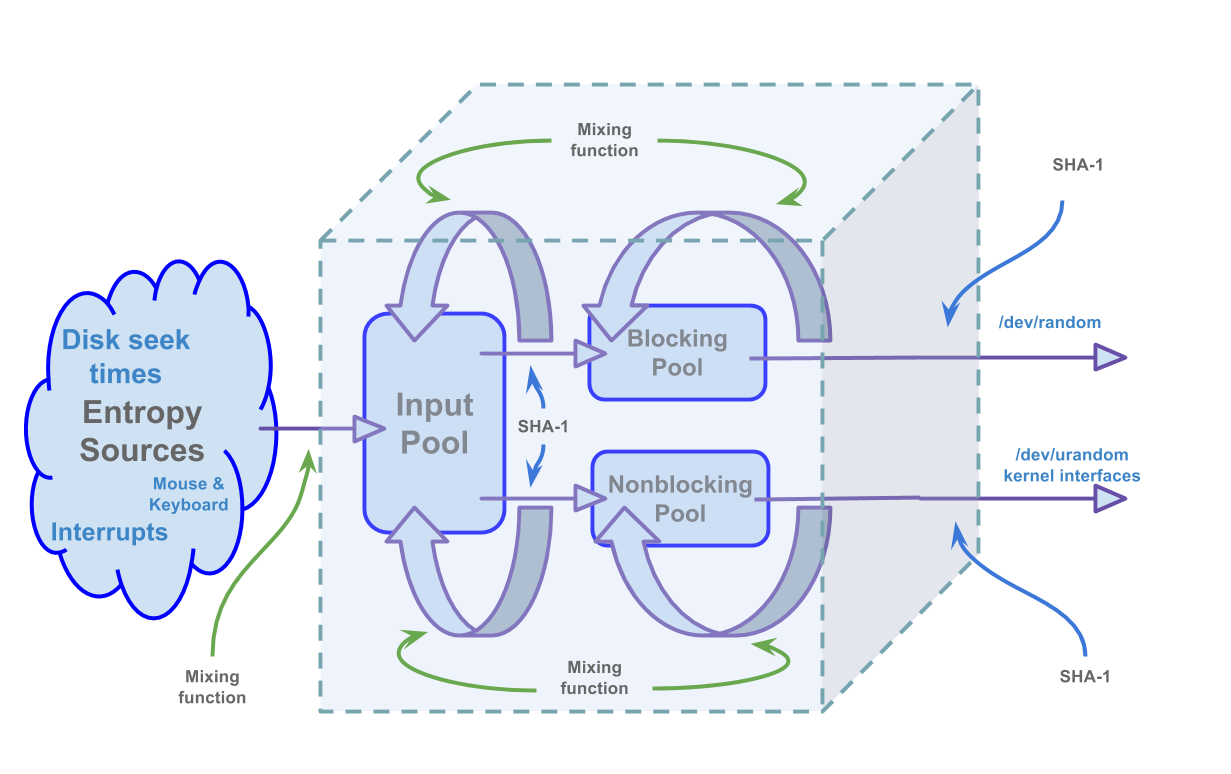 Mixing
function
SHA-1
/dev/random
Disk seek
times
Entropy
Sources
Mouse &
Keyboard
Interrupts
Input
Pool
Blocking
Pool
SHA-1
Nonblocking
Pool
/dev/urandom
kernel interfaces
Mixing
function
Mixing
function
SHA-1